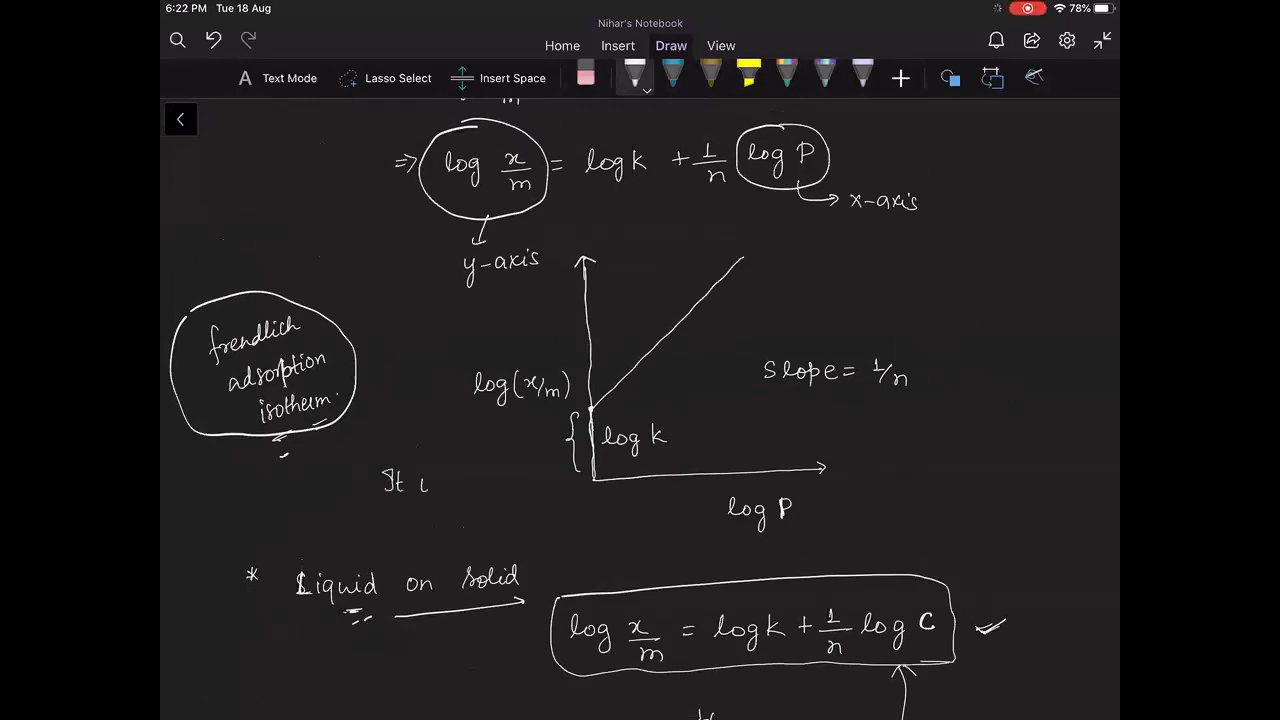 6:22 PM Tue 18 Aug
78%
Nihar's Notebook
Home Insert Draw View
Text Mode Lasso Select Insert Space
⇒ log x/m = log k + 1/n log P
x-axis
y-axis
frendlich
adsorption
isotherm.
log(x/m)
slope = 1/n
log k
It i
log P
* Liquid on solid
log x/m = log k + 1/n log C